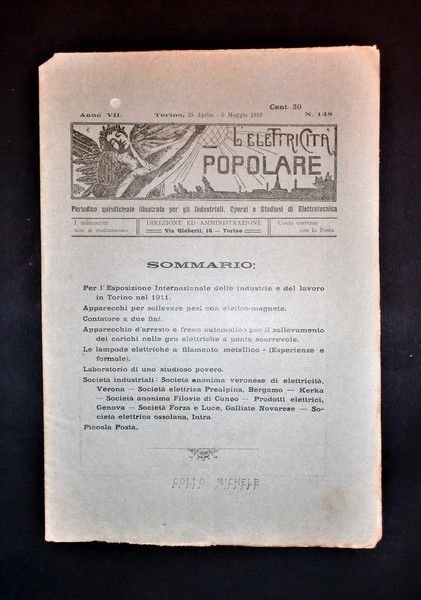 Cent. 20
Anno VII. Torino, 25 Aprile - 9 Maggio 1910 N. 148
L'ELETTRICITÀ
POPOLARE
Periodico quindicinale illustrato per gli Industriali, Operai e Studiosi di Elettrotecnica
I manoscritti
non si restituiscono
DIREZIONE ED AMMINISTRAZIONE
Via Gioberti, 14 — Torino
Conto corrente
con la Posta
SOMMARIO:
Per l'Esposizione Internazionale delle industrie e del lavoro
in Torino nel 1911.
Apparecchi per sollevare pesi con elettro-magnete.
Contatore a due fini.
Apparecchio d'arresto e freno automatico per il sollevamento
dei carichi nelle gru elettriche a ponte scorrevole.
Le lampade elettriche a filamento metallico - (Esperienze e
formole).
Laboratorio di uno studioso povero.
Società industriali: Società anonima veronese di elettricità,
Verona — Società elettrica Prealpina, Bergamo — Kerka
— Società anonima Filovie di Cuneo — Prodotti elettrici,
Genova — Società Forza e Luce, Galliate Novarese — So-
cietà elettrica ossolana, Intra.
Piccola Posta.
COTTO MICHELE